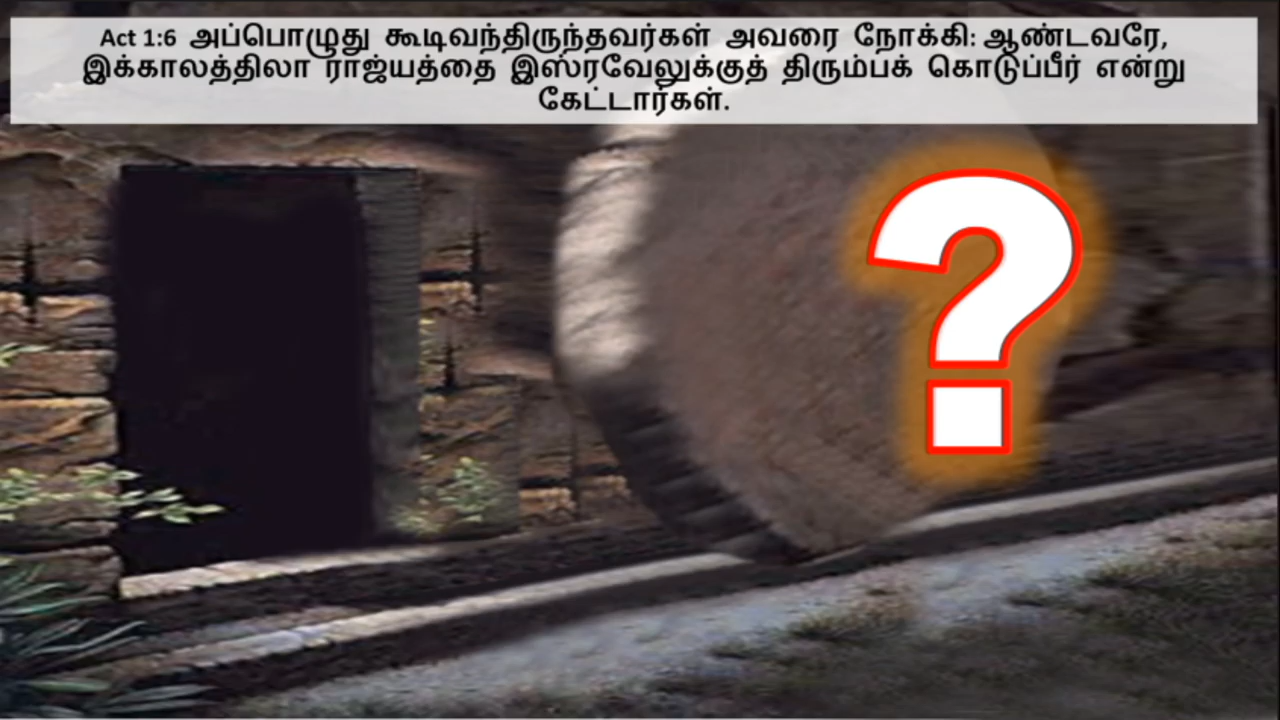 Act 1:6 அப்பொழுது கூடிவந்திருந்தவர்கள் அவரை நோக்கி: ஆண்டவரே,
இக்காலத்திலா ராஜ்யத்தை இஸ்ரவேலுக்குத் திரும்பக் கொடுப்பீர் என்று
கேட்டார்கள்.
?